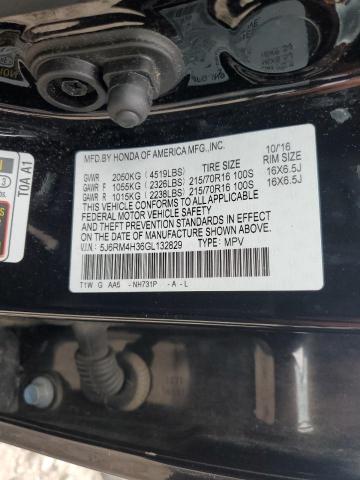 MFD.BY HONDA OF AMERICA MFG.,INC. 10/16
GVWR 2050KG (4519LBS) TIRE SIZE RIM SIZE
GAWR F 1055KG (2326LBS) 215/70R16 100S 16X6.5J
GAWR R 1015KG (2238LBS) 215/70R16 100S 16X6.5J
THIS VEHICLE CONFORMS TO ALL APPLICABLE
FEDERAL MOTOR VEHICLE SAFETY AND THEFT
PREVENTION STANDARDS IN EFFECT ON THE
DATE OF MANUFACTURE SHOWN ABOVE.
V.I.N.: 5J6RM4H36GL132829 TYPE: MPV
T1W G AA5 - NH731P - A - L
T0A A1
3